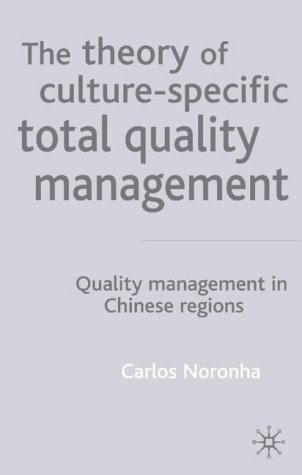 The theory of
culture-specific
total quality
management
Quality management in
Chinese regions
Carlos Noronha